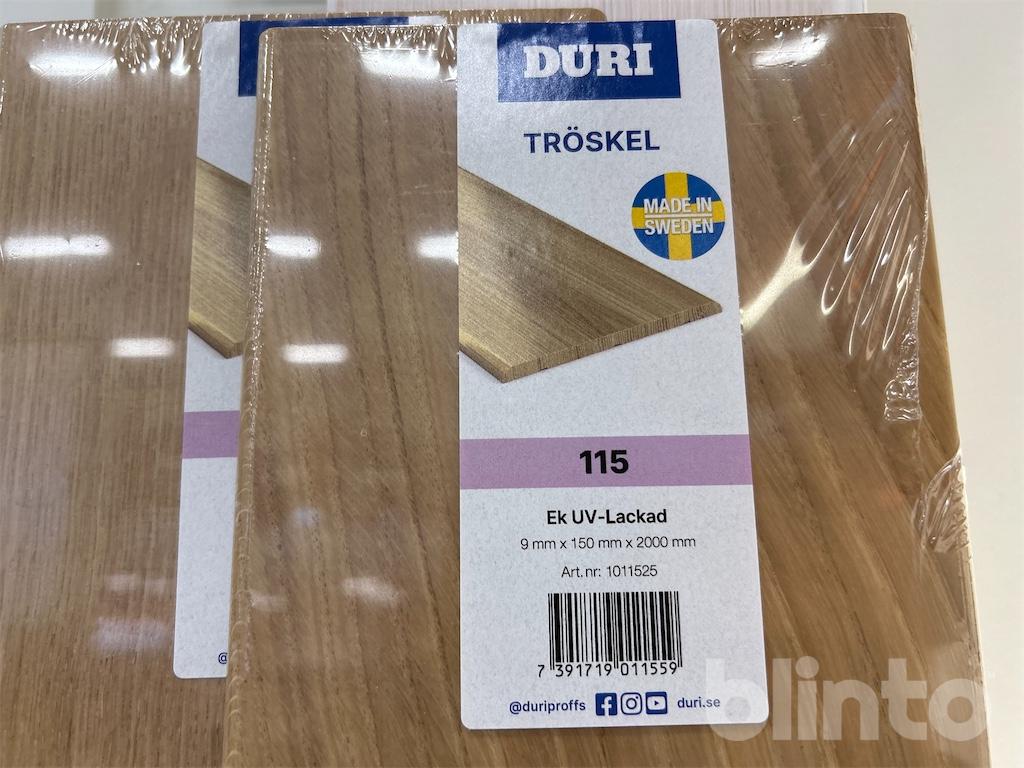 DURI
TRÖSKEL
MADE IN
SWEDEN
115
Ek UV-Lackad
9 mm x 150 mm x 2000 mm
Art.nr: 1011525
7 391719 011559
@duriproffs
duri.se
@
blinto